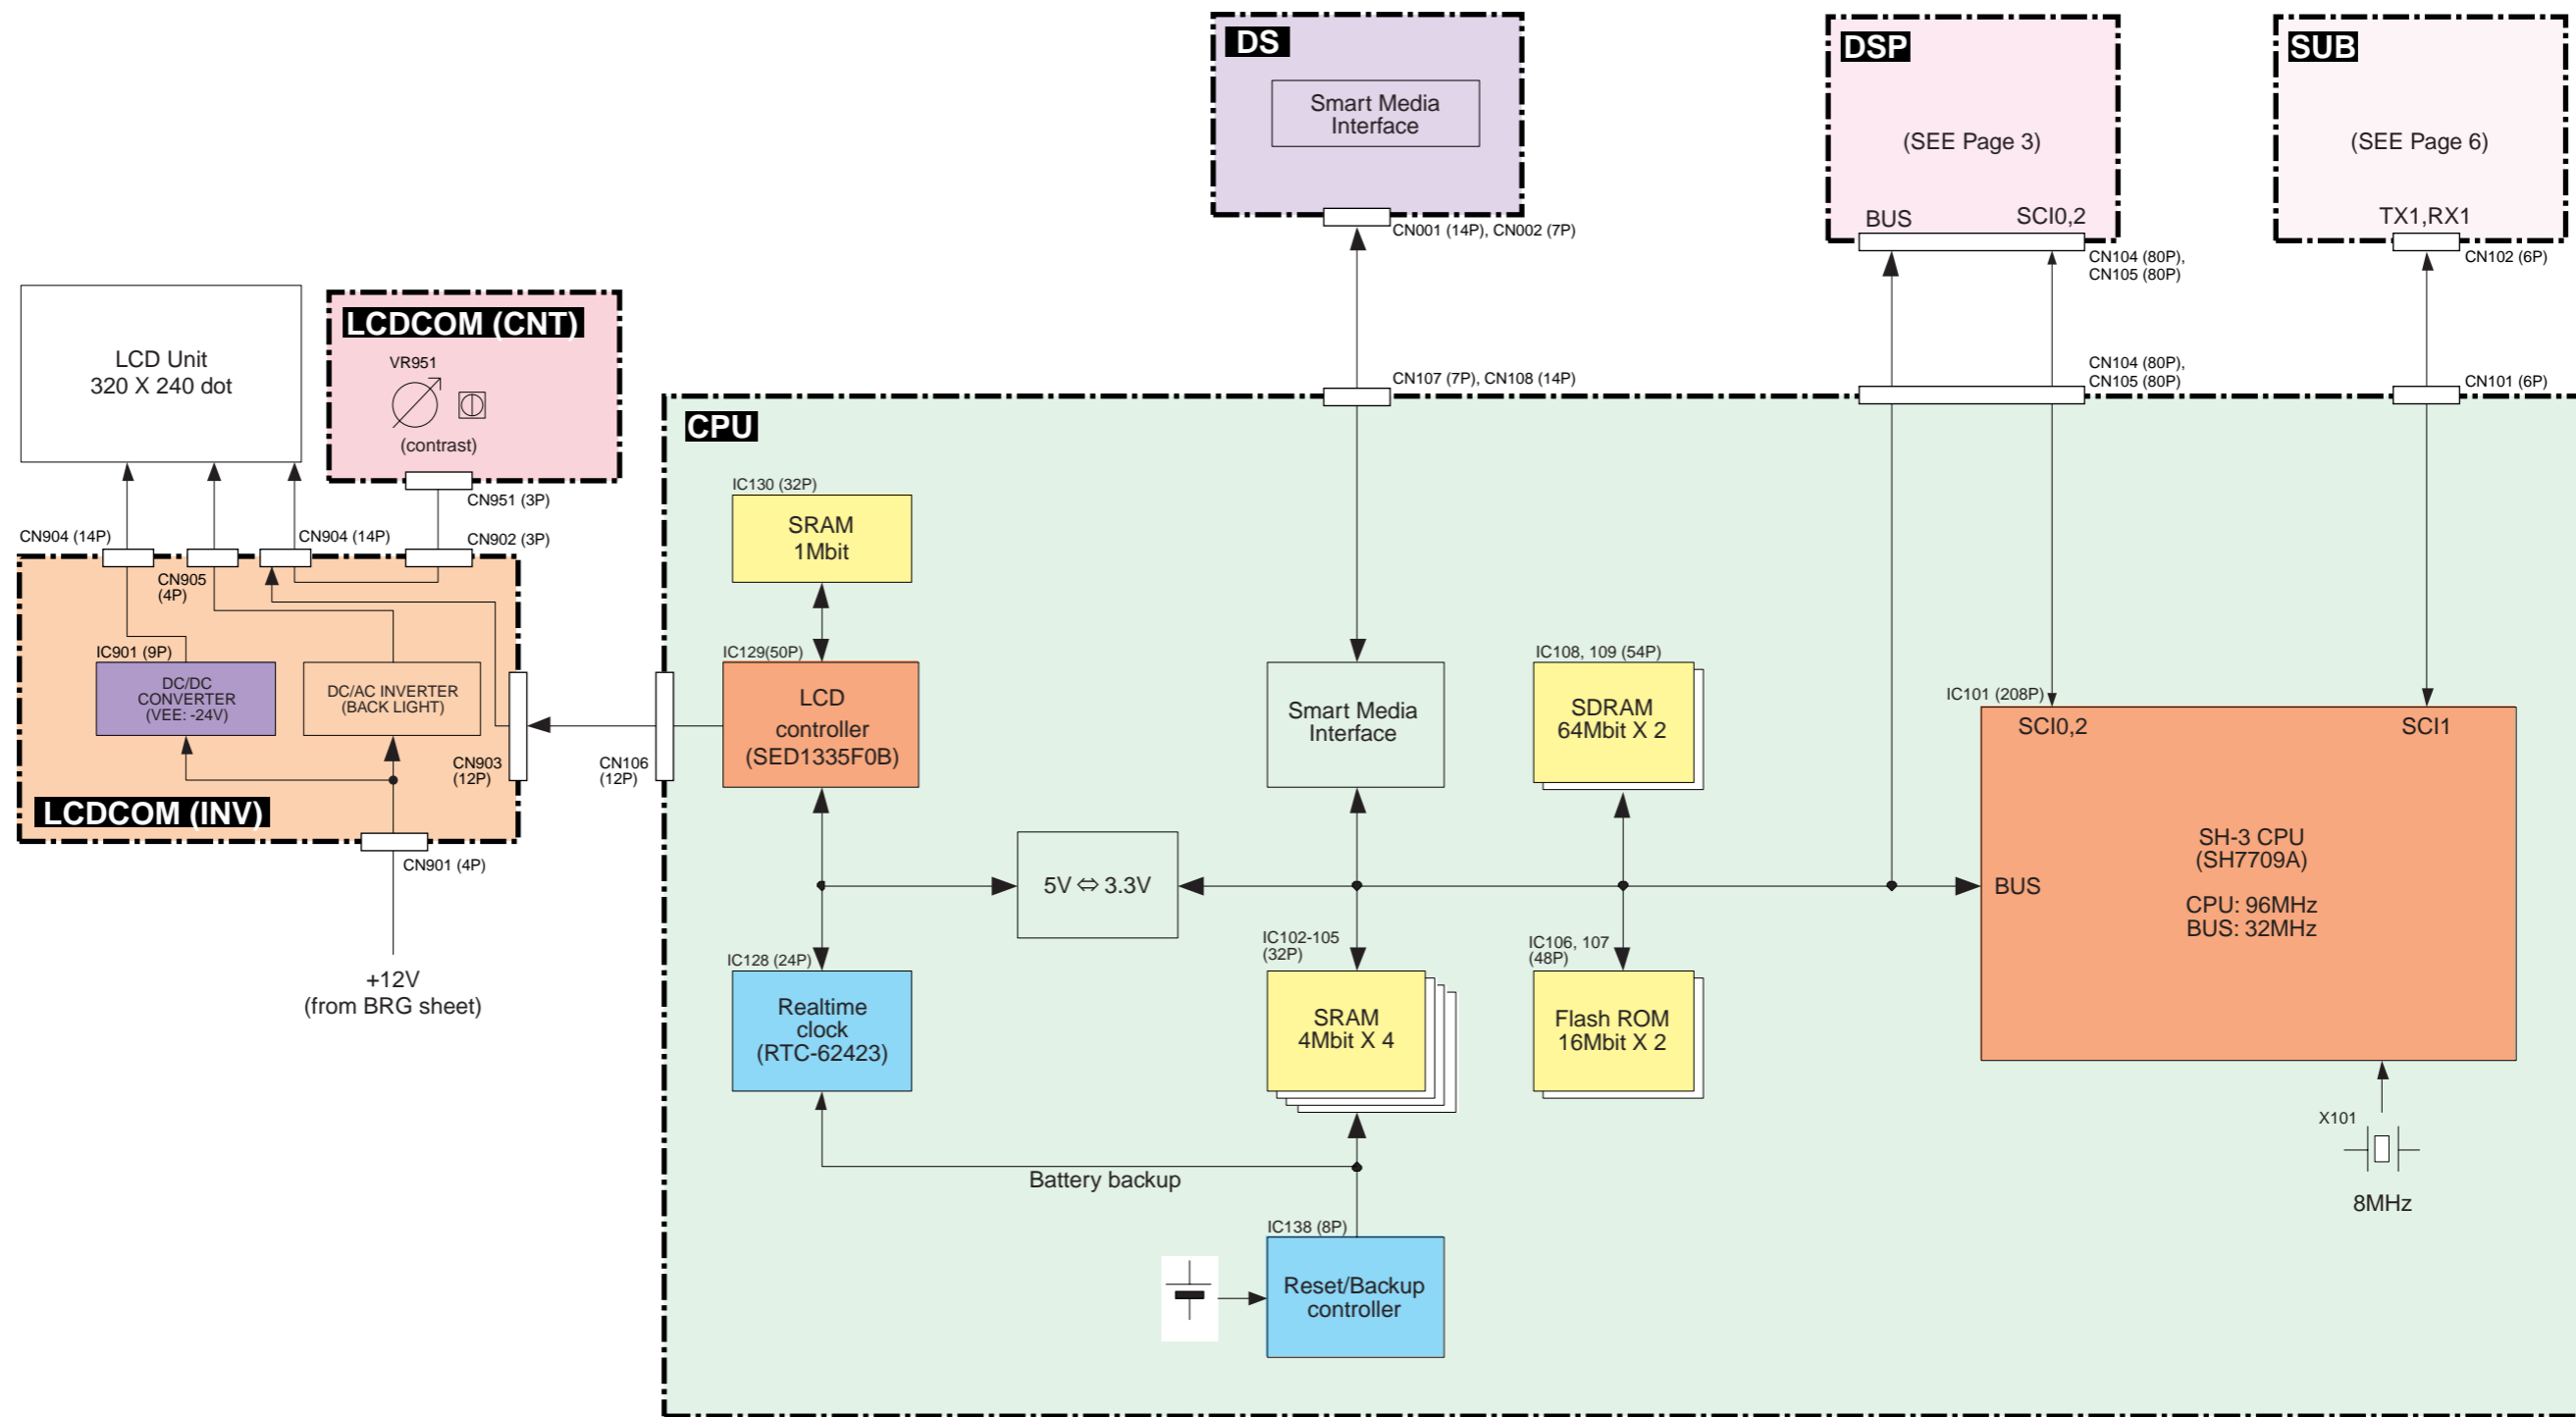 DS
Smart Media
Interface
CN001 (14P), CN002 (7P)
DSP
(SEE Page 3)
BUS
SCI0,2
CN104 (80P),
CN105 (80P)
SUB
(SEE Page 6)
TX1,RX1
CN102 (6P)
LCD Unit
320 X 240 dot
LCDCOM (CNT)
VR951
(contrast)
CN951 (3P)
CN107 (7P), CN108 (14P)
CN104 (80P),
CN105 (80P)
CN101 (6P)
CN904 (14P)
CN904 (14P)
CN902 (3P)
CN905
(4P)
IC901 (9P)
DC/DC
CONVERTER
(VEE: -24V)
DC/AC INVERTER
(BACK LIGHT)
CN903
(12P)
LCDCOM (INV)
CN901 (4P)
+12V
(from BRG sheet)
CPU
IC130 (32P)
SRAM
1Mbit
IC129(50P)
LCD
controller
(SED1335F0B)
CN106
(12P)
Smart Media
Interface
IC108, 109 (54P)
SDRAM
64Mbit X 2
IC101 (208P)
SCI0,2
SCI1
SH-3 CPU
(SH7709A)
CPU: 96MHz
BUS: 32MHz
BUS
5V ⇔ 3.3V
IC128 (24P)
Realtime
clock
(RTC-62423)
IC102-105
(32P)
SRAM
4Mbit X 4
IC106, 107
(48P)
Flash ROM
16Mbit X 2
X101
8MHz
Battery backup
IC138 (8P)
Reset/Backup
controller